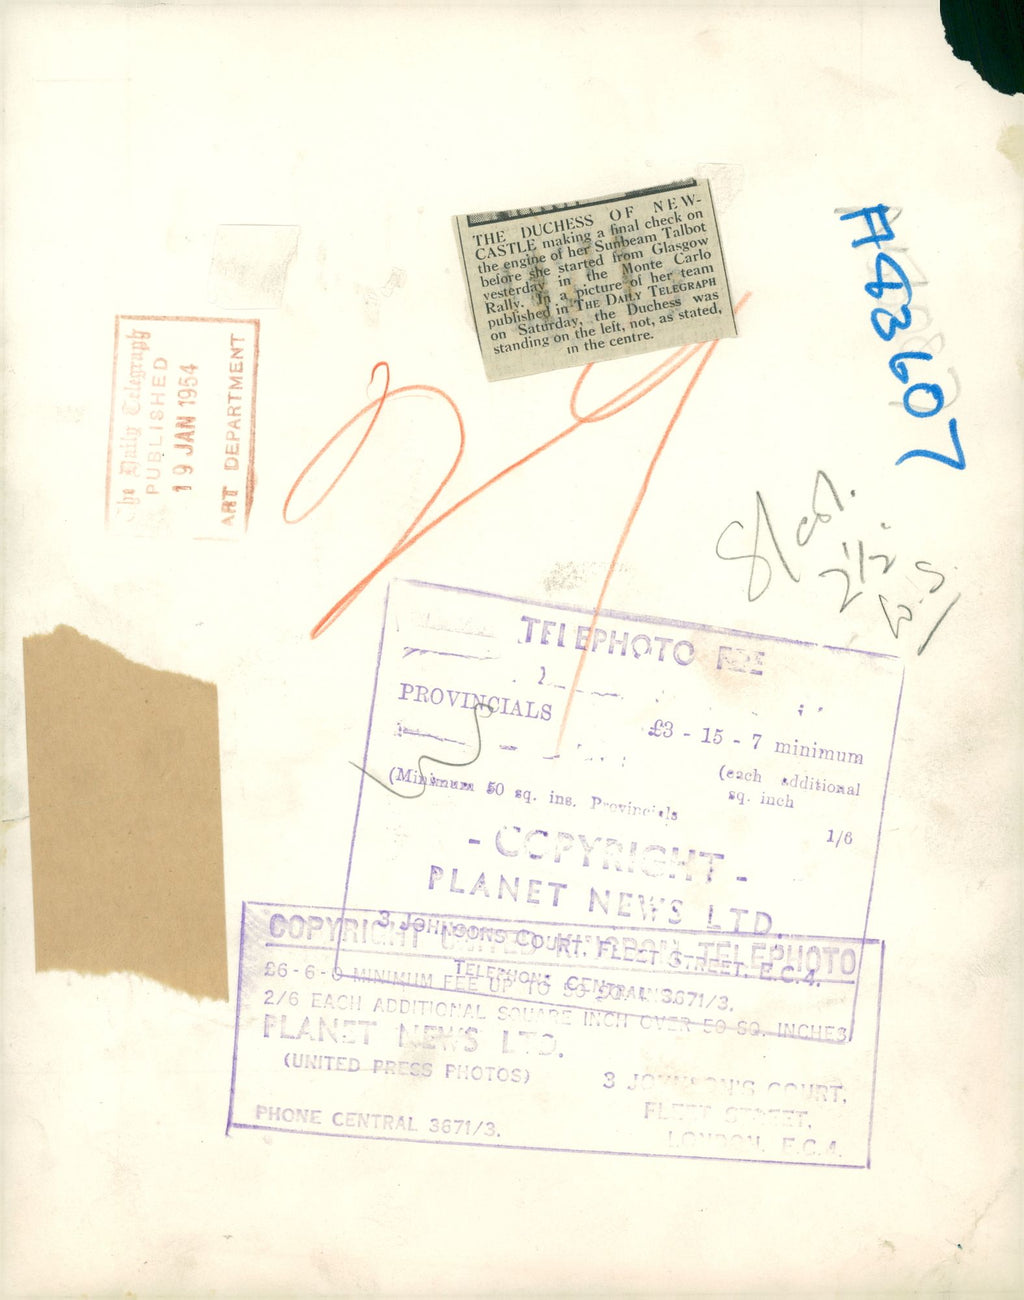 THE DUCHESS OF NEW-
CASTLE making a final check on
the engine of her Sunbeam Talbot
before she started from Glasgow
yesterday in the Monte Carlo
Rally. In a picture of her team
published in THE DAILY TELEGRAPH
on Saturday, the Duchess was
standing on the left, not, as stated,
in the centre.
A83607
The Daily Telegraph
PUBLISHED
19 JAN 1954
ART DEPARTMENT
TELEPHOTO FEE
PROVINCIALS £3 - 15 - 7 minimum
(each additional
sq. inch
1/6
(Minimum 50 sq. ins. Provincials
- COPYRIGHT -
PLANET NEWS LTD.
3 JOHNSONS COURT, FLEET STREET, E.C.4.
TELEPHONE CENTRAL 3671/3.
COPYRIGHT UNITED KINGDOM TELEPHOTO
£6-6-0 MINIMUM FEE UP TO 50 SQ. INS
2/6 EACH ADDITIONAL SQUARE INCH OVER 50 SQ. INCHES
PLANET NEWS LTD.
(UNITED PRESS PHOTOS)
3 JOHNSON'S COURT,
FLEET STREET,
LONDON, E.C.4.
PHONE CENTRAL 3671/3.